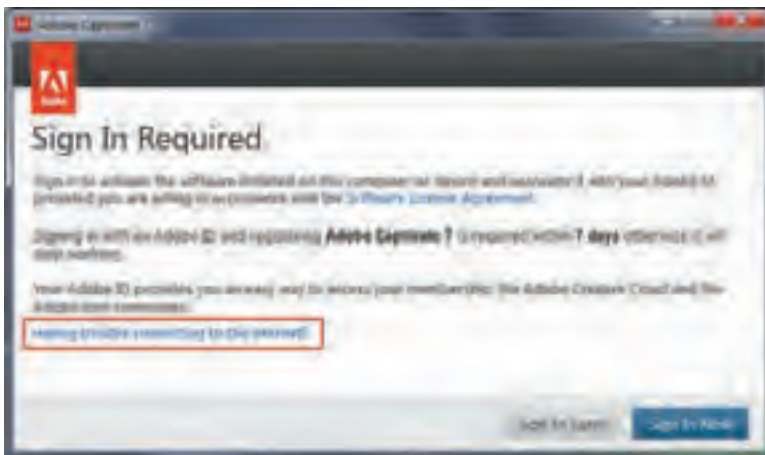 Adobe Captivate
Adobe
Sign In Required
Sign in to activate the software installed on this computer or device and associate it with your Adobe ID
provided you are acting in accordance with the Software License Agreement.
Signing in with an Adobe ID and registering Adobe Captivate 7 is required within 7 days otherwise it will
stop working.
Your Adobe ID provides you an easy way to access your membership, the Adobe Creative Cloud and the
Adobe user community.
Having trouble connecting to the internet?
Sign In Later
Sign In Now